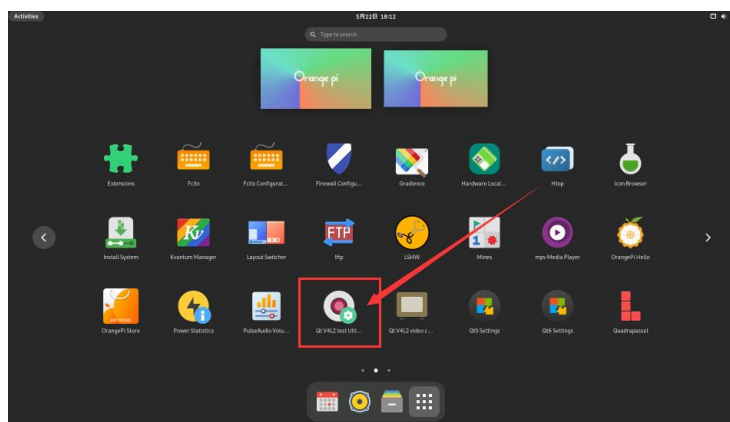 Activities
5月22日 18:12
Type to search
Orange pi
Orange pi
Extensions
Fcitx
Fcitx Configurat...
Firewall Configu...
Gradience
Hardware Local...
Htop
Icon Browser
Install System
Kvantum Manager
Layout Switcher
lftp
LSHW
Mines
mpv Media Player
OrangePi Hello
OrangePi Store
Power Statistics
PulseAudio Volu...
Qt V4L2 test Util...
Qt V4L2 video c...
Qt5 Settings
Qt6 Settings
Quadrapassel
Kv
FTP
1